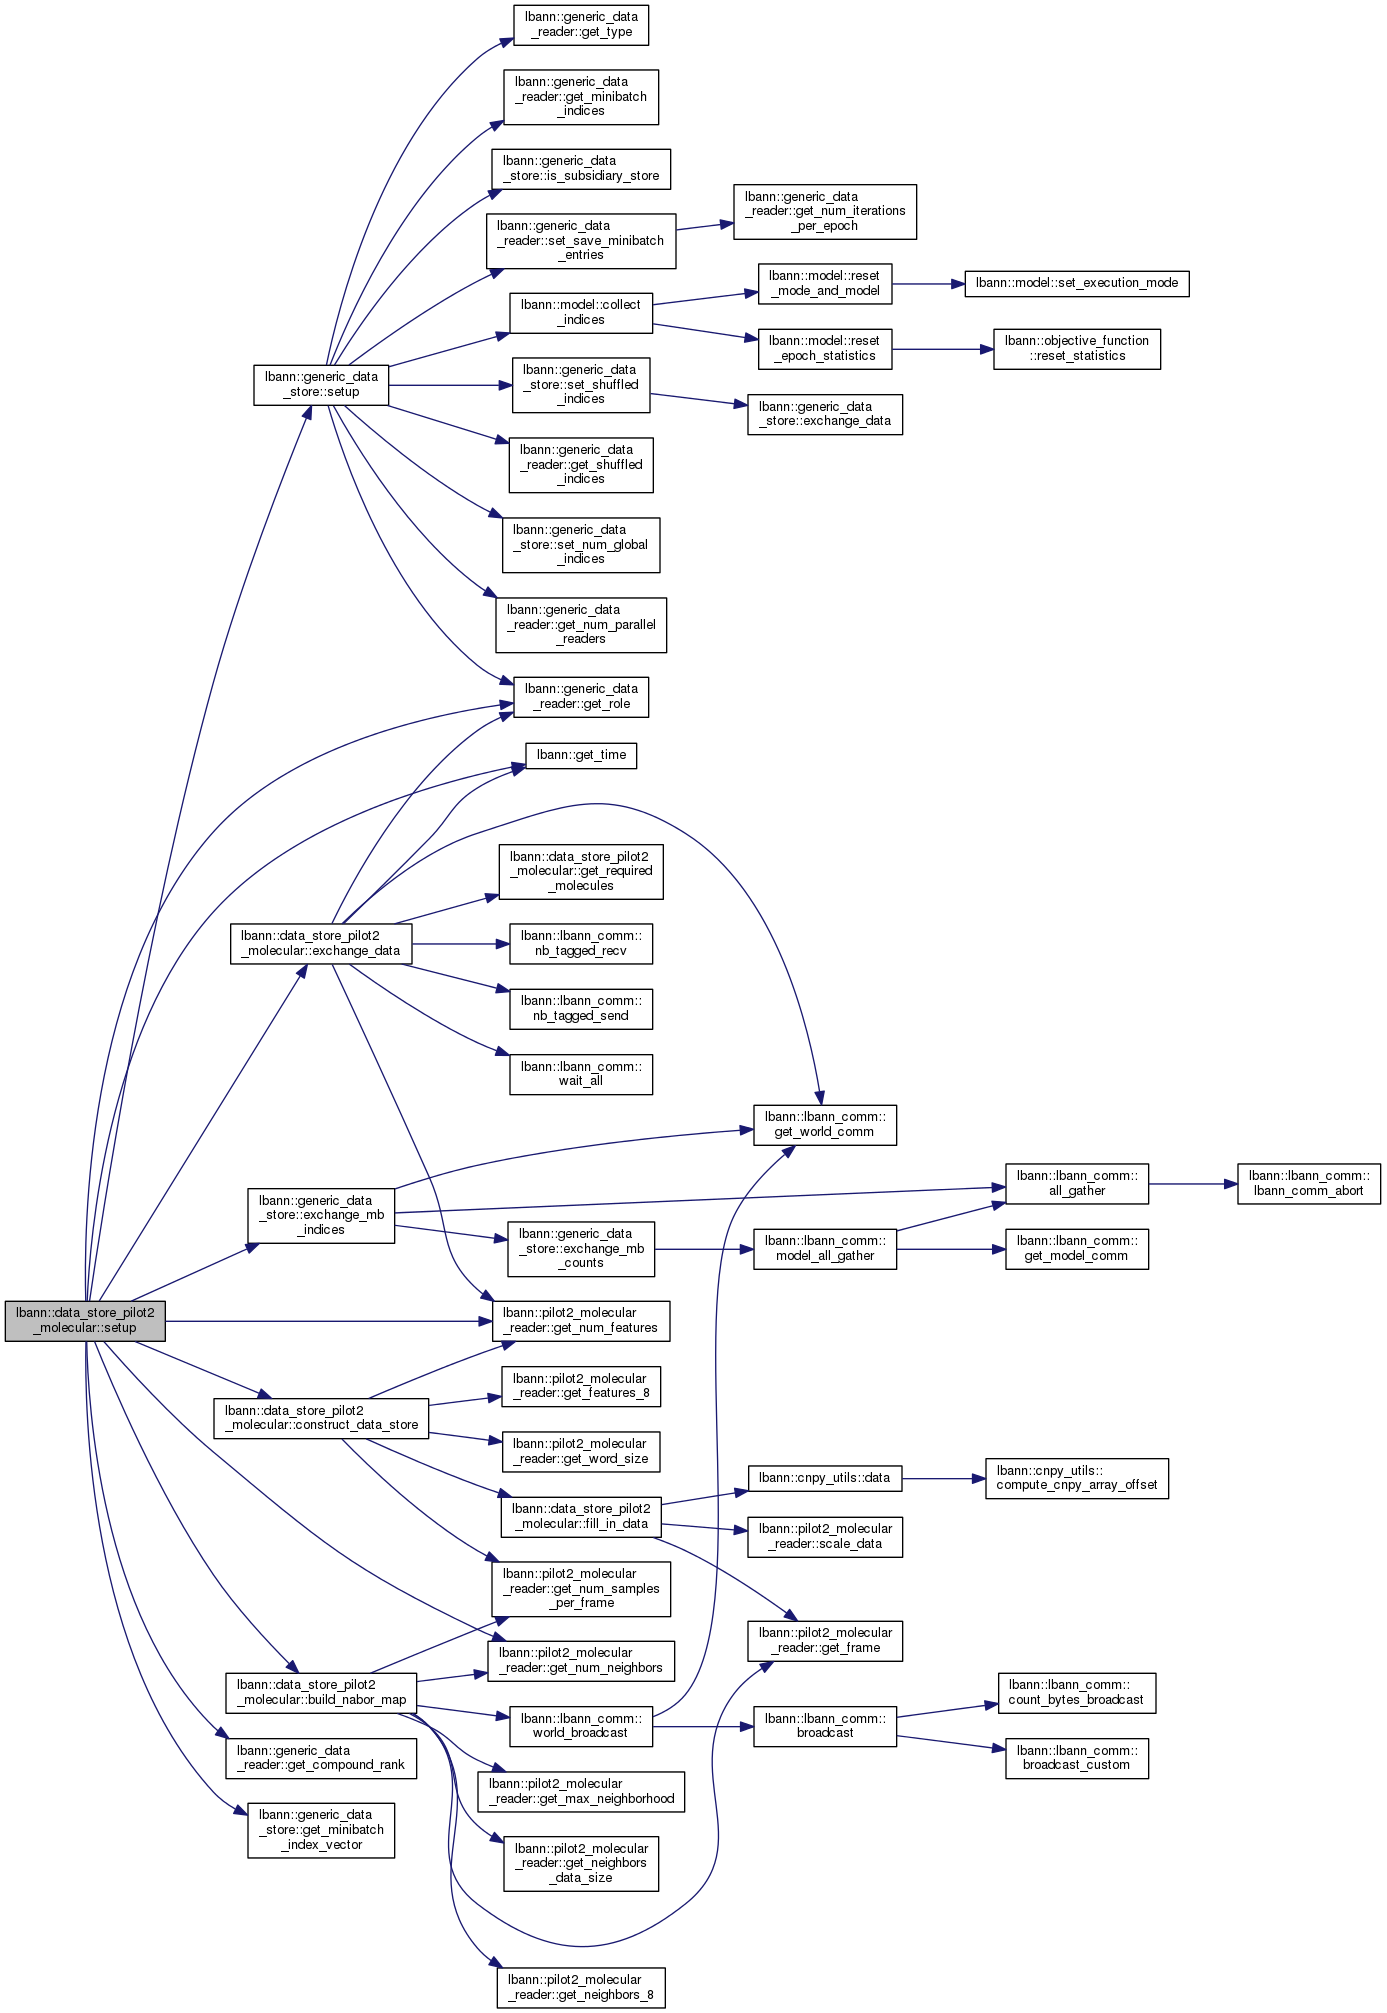 lbann::generic_data
_reader::get_type
lbann::generic_data
_reader::get_minibatch
_indices
lbann::generic_data
_store::is_subsidiary_store
lbann::generic_data
_reader::set_save_minibatch
_entries
lbann::generic_data
_reader::get_num_iterations
_per_epoch
lbann::model::collect
_indices
lbann::model::reset
_mode_and_model
lbann::model::set_execution_mode
lbann::model::reset
_epoch_statistics
lbann::objective_function
::reset_statistics
lbann::generic_data
_store::setup
lbann::generic_data
_store::set_shuffled
_indices
lbann::generic_data
_store::exchange_data
lbann::generic_data
_reader::get_shuffled
_indices
lbann::generic_data
_store::set_num_global
_indices
lbann::generic_data
_reader::get_num_parallel
_readers
lbann::generic_data
_reader::get_role
lbann::get_time
lbann::data_store_pilot2
_molecular::get_required
_molecules
lbann::data_store_pilot2
_molecular::exchange_data
lbann::lbann_comm::
nb_tagged_recv
lbann::lbann_comm::
nb_tagged_send
lbann::lbann_comm::
wait_all
lbann::lbann_comm::
get_world_comm
lbann::generic_data
_store::exchange_mb
_indices
lbann::lbann_comm::
all_gather
lbann::lbann_comm::
lbann_comm_abort
lbann::generic_data
_store::exchange_mb
_counts
lbann::lbann_comm::
model_all_gather
lbann::lbann_comm::
get_model_comm
lbann::data_store_pilot2
_molecular::setup
lbann::pilot2_molecular
_reader::get_num_features
lbann::pilot2_molecular
_reader::get_features_8
lbann::data_store_pilot2
_molecular::construct_data_store
lbann::pilot2_molecular
_reader::get_word_size
lbann::data_store_pilot2
_molecular::fill_in_data
lbann::cnpy_utils::data
lbann::cnpy_utils::
compute_cnpy_array_offset
lbann::pilot2_molecular
_reader::scale_data
lbann::pilot2_molecular
_reader::get_num_samples
_per_frame
lbann::pilot2_molecular
_reader::get_frame
lbann::pilot2_molecular
_reader::get_num_neighbors
lbann::data_store_pilot2
_molecular::build_nabor_map
lbann::lbann_comm::
world_broadcast
lbann::lbann_comm::
broadcast
lbann::lbann_comm::
count_bytes_broadcast
lbann::lbann_comm::
broadcast_custom
lbann::generic_data
_reader::get_compound_rank
lbann::pilot2_molecular
_reader::get_max_neighborhood
lbann::generic_data
_store::get_minibatch
_index_vector
lbann::pilot2_molecular
_reader::get_neighbors
_data_size
lbann::pilot2_molecular
_reader::get_neighbors_8